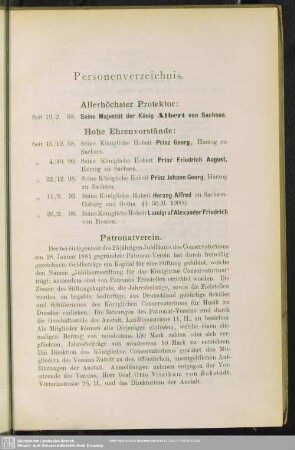 Personenverzeichnis.
Allerhöchster Protektor:
Seit 19./2. 58. Seine Majestät der König Albert von Sachsen.
Hohe Ehrenvorstände:
Seit 15./12. 58. Seine Königliche Hoheit Prinz Georg, Herzog zu
Sachsen.
„ 4./10. 90. Seine Königliche Hoheit Prinz Friedrich August,
Herzog zu Sachsen.
„ 22./12. 98. Seine Königliche Hoheit Prinz Johann Georg, Herzog
zu Sachsen.
„ 11./9. 93. Seine Königliche Hoheit Herzog Alfred zu Sachsen-
Coburg und Gotha.
„ 26./2. 98. Seine Königliche Hoheit Landgraf Alexander Friedrich
von Hessen.
Patronatverein.
Der bei Gelegenheit des 25jährigen Jubiläums des Conservatoriums
am 28. Januar 1881 gegründete Patronat-Verein hat durch freiwillig
gezeichnete Geldbeträge ein Kapital für eine Stiftung gebildet, welche
den Namen „Jubiläumsstiftung für das Königliche Conservatorium“
trägt; ausserdem sind von Patronen Freistellen errichtet worden. Die
Zinsen des Stiftungskapitals, die Jahresbeiträge, sowie die Freistellen
werden an begabte, bedürftige, aus Deutschland gebürtige Schüler
und Schülerinnen des Königlichen Conservatoriums für Musik zu
Dresden verliehen. Die Satzungen des Patronat-Vereins sind durch
die Geschäftsstelle der Anstalt, Landhausstrasse 11, II, zu beziehen.
Als Mitglieder können alle Diejenigen eintreten, welche einen ein-
maligen Beitrag von mindestens 100 Mark zahlen oder sich ver-
pflichten, Jahresbeiträge von mindestens 10 Mark zu entrichten.
Die Direktion des Königlichen Conservatoriums gewährt den Mit-
gliedern des Vereins Zutritt zu den öffentlichen, unentgeltlichen Auf-
führungen der Anstalt. Anmeldungen nehmen entgegen der Vor-
sitzende des Vereins, Herr Graf Otto Vitzthum von Eckstädt,
Victoriastrasse 26, II, und das Direktorium der Anstalt.